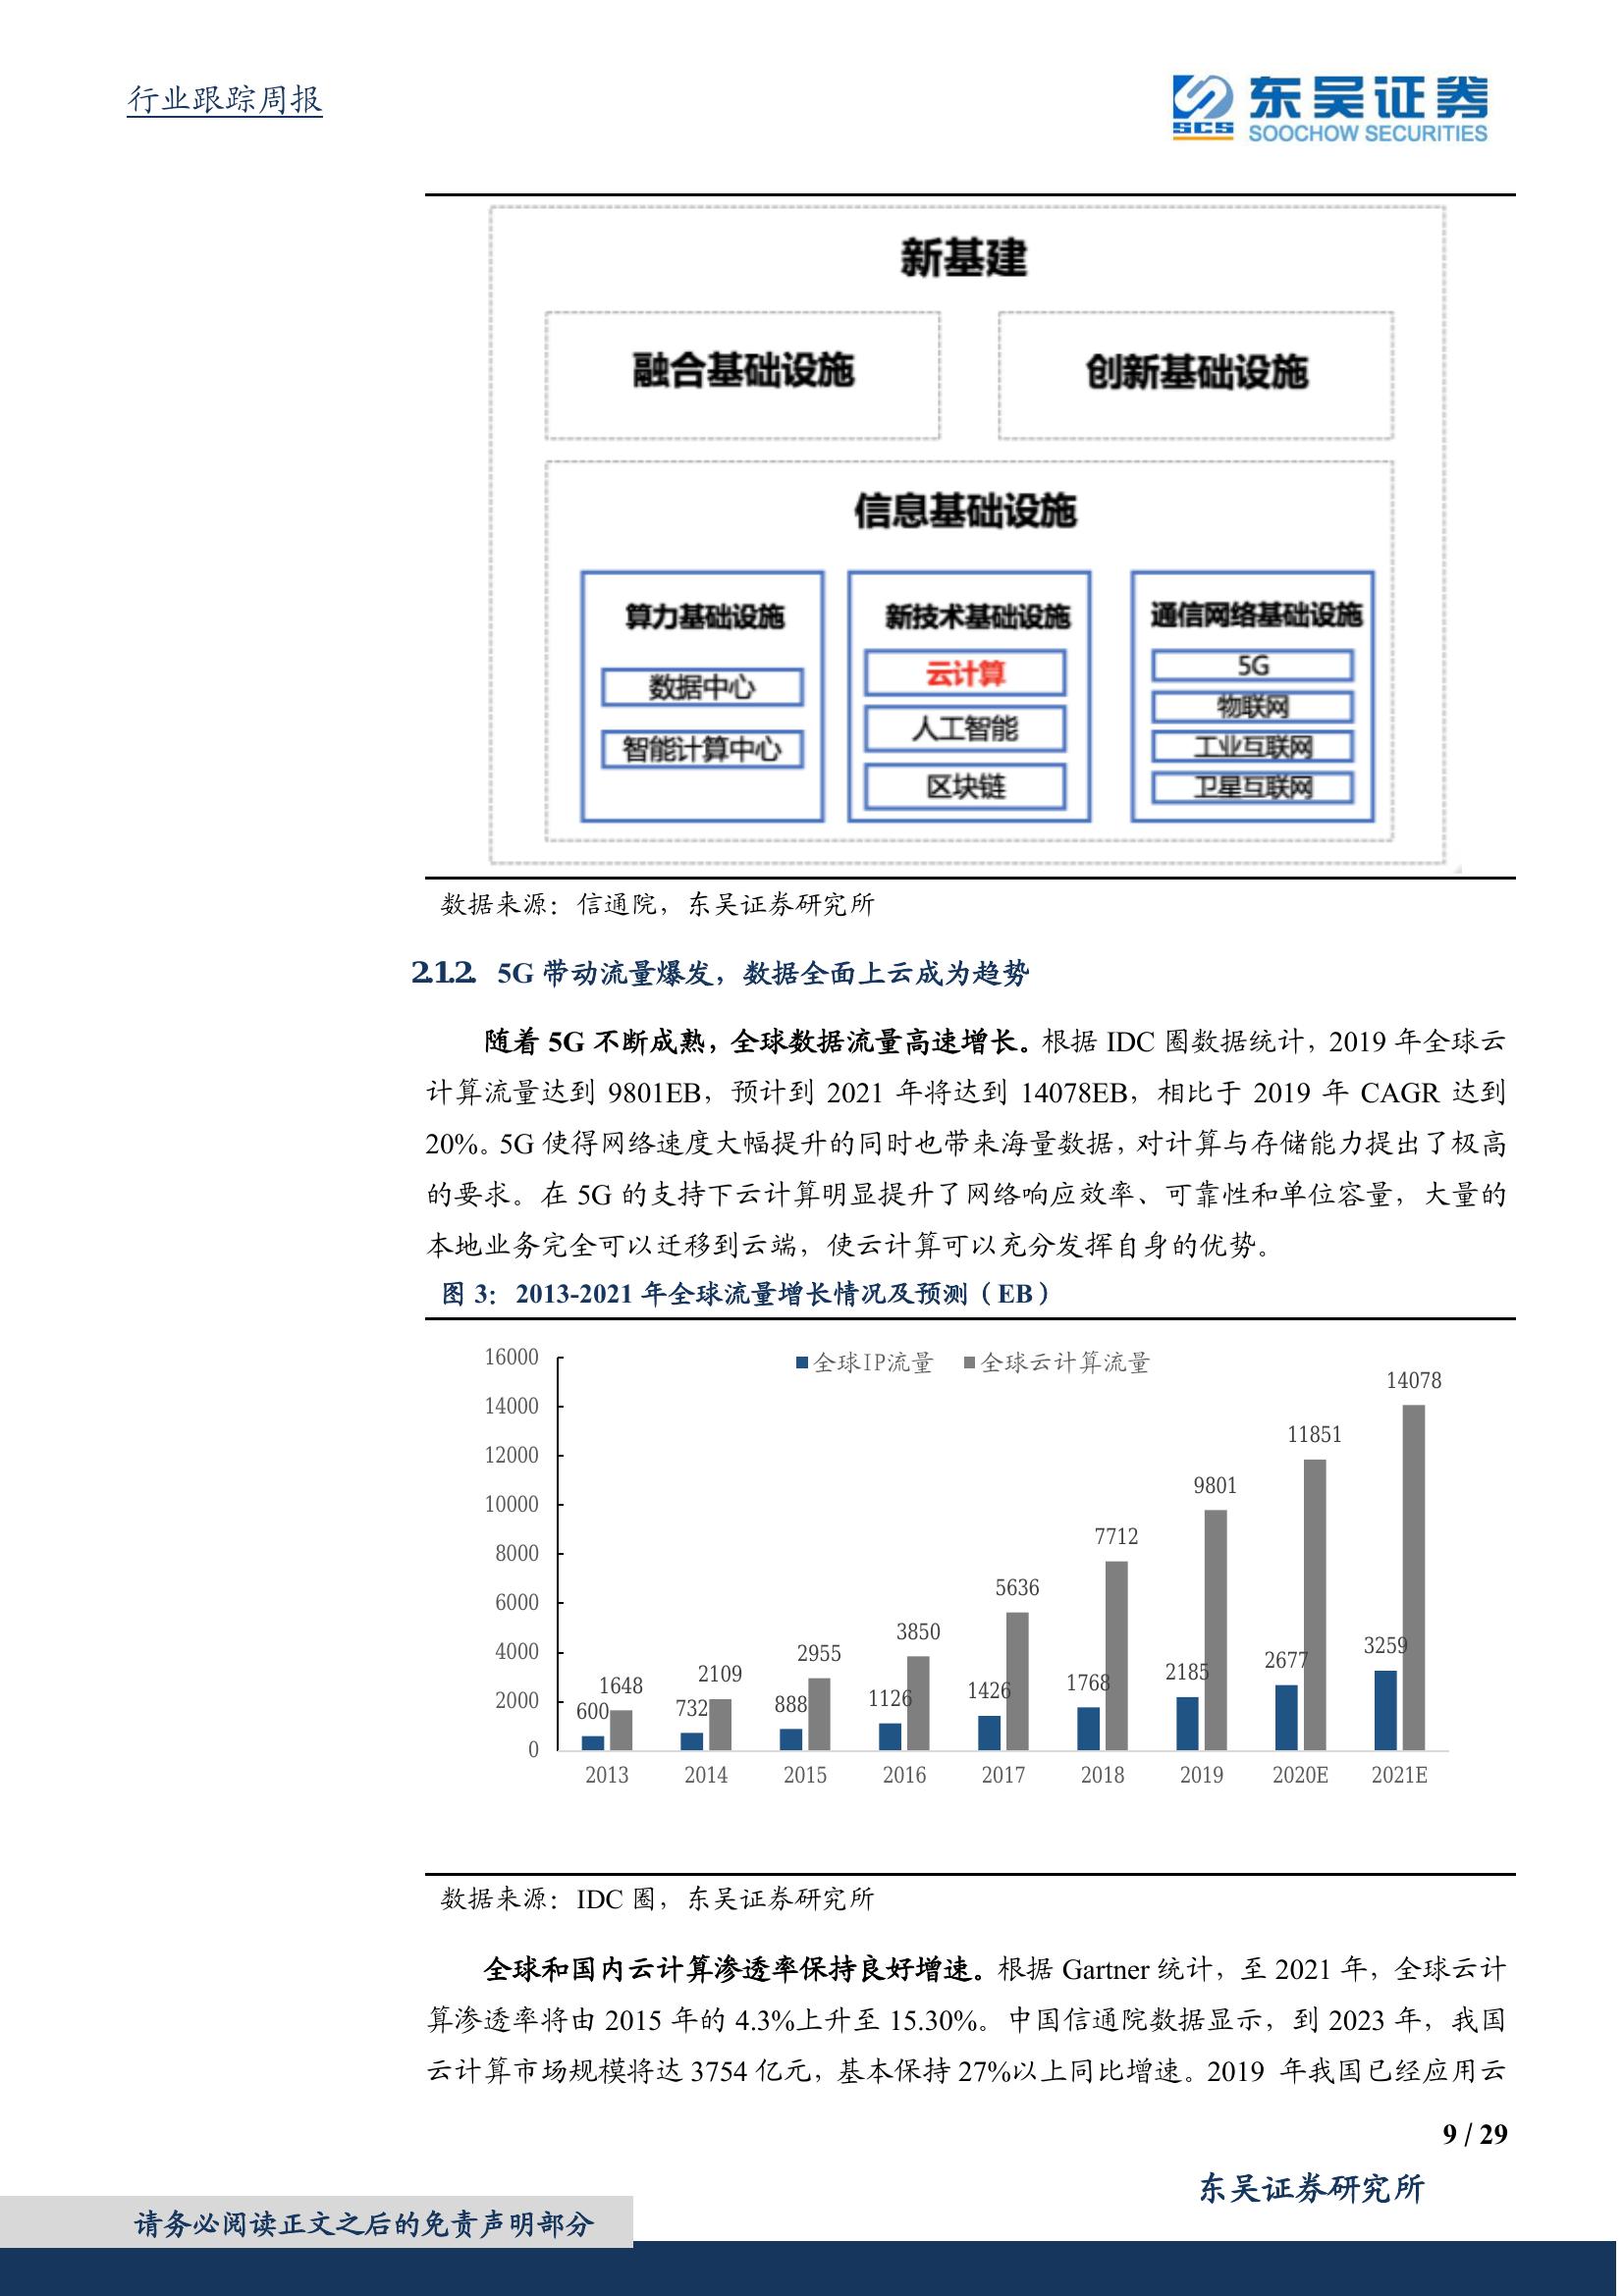 行业跟踪周报
SCS
东吴证券
SOOCHOW SECURITIES
新基建
融合基础设施
创新基础设施
信息基础设施
算力基础设施
数据中心
智能计算中心
新技术基础设施
云计算
人工智能
区块链
通信网络基础设施
5G
物联网
工业互联网
卫星互联网
数据来源：信通院，东吴证券研究所
2.1.2. 5G 带动流量爆发，数据全面上云成为趋势
随着 5G 不断成熟，全球数据流量高速增长。根据 IDC 圈数据统计，2019 年全球云
计算流量达到 9801EB，预计到 2021 年将达到 14078EB，相比于 2019 年 CAGR 达到
20%。5G 使得网络速度大幅提升的同时也带来海量数据，对计算与存储能力提出了极高
的要求。在 5G 的支持下云计算明显提升了网络响应效率、可靠性和单位容量，大量的
本地业务完全可以迁移到云端，使云计算可以充分发挥自身的优势。
图 3：2013-2021 年全球流量增长情况及预测（EB）
全球IP流量 全球云计算流量
16000
14000
12000
10000
8000
6000
4000
2000
0
600 1648
732 2109
888 2955
1126 3850
1426 5636
1768 7712
2185 9801
2677 11851
3259 14078
2013 2014 2015 2016 2017 2018 2019 2020E 2021E
数据来源：IDC 圈，东吴证券研究所
全球和国内云计算渗透率保持良好增速。根据 Gartner 统计，至 2021 年，全球云计
算渗透率将由 2015 年的 4.3%上升至 15.30%。中国信通院数据显示，到 2023 年，我国
云计算市场规模将达 3754 亿元，基本保持 27%以上同比增速。2019 年我国已经应用云
9 / 29
东吴证券研究所
请务必阅读正文之后的免责声明部分